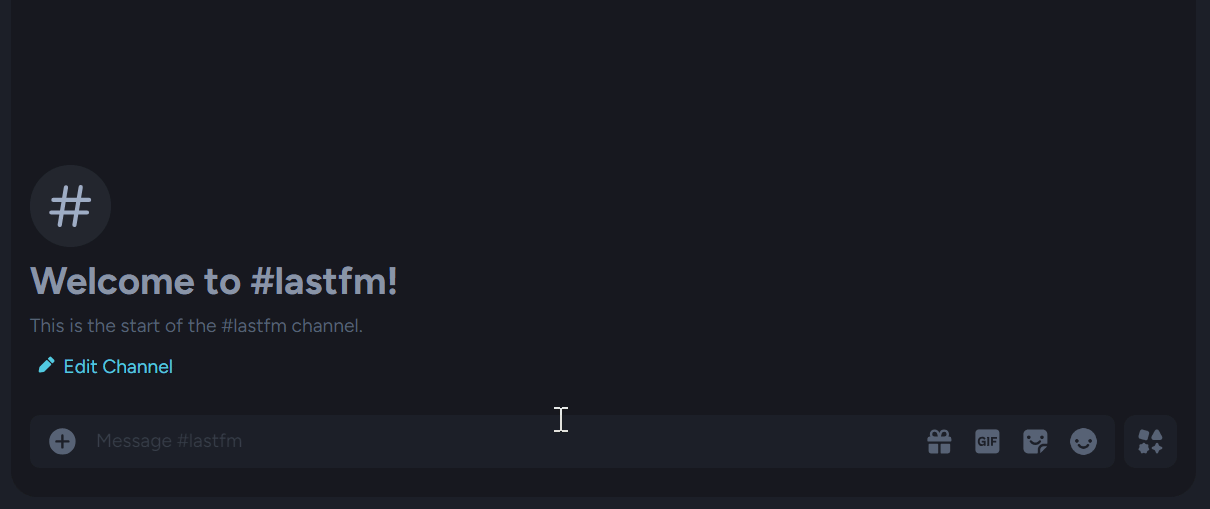 #
Welcome to #lastfm!
This is the start of the #lastfm channel.
Edit Channel
Message #lastfm
GIF